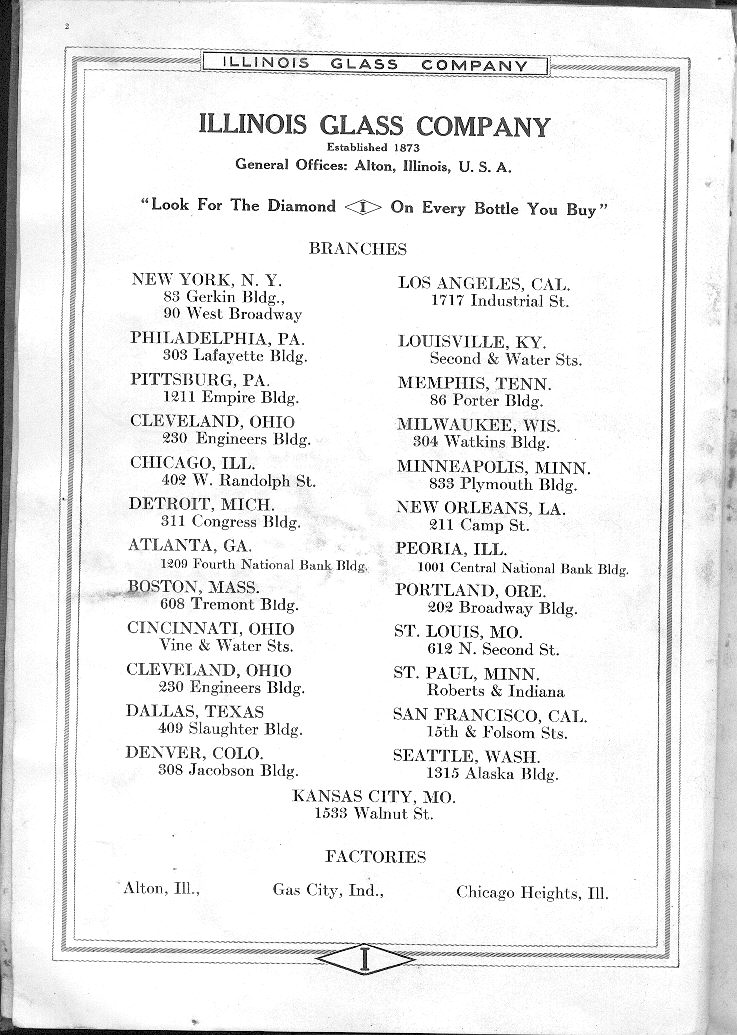 2
ILLINOIS GLASS COMPANY
ILLINOIS GLASS COMPANY
Established 1873
General Offices: Alton, Illinois, U. S. A.
"Look For The Diamond I On Every Bottle You Buy"
BRANCHES
NEW YORK, N. Y.
83 Gerkin Bldg.,
90 West Broadway
PHILADELPHIA, PA.
303 Lafayette Bldg.
PITTSBURG, PA.
1211 Empire Bldg.
CLEVELAND, OHIO
230 Engineers Bldg.
CHICAGO, ILL.
402 W. Randolph St.
DETROIT, MICH.
311 Congress Bldg.
ATLANTA, GA.
1209 Fourth National Bank Bldg.
BOSTON, MASS.
608 Tremont Bldg.
CINCINNATI, OHIO
Vine & Water Sts.
CLEVELAND, OHIO
230 Engineers Bldg.
DALLAS, TEXAS
409 Slaughter Bldg.
DENVER, COLO.
308 Jacobson Bldg.
LOS ANGELES, CAL.
1717 Industrial St.
LOUISVILLE, KY.
Second & Water Sts.
MEMPHIS, TENN.
86 Porter Bldg.
MILWAUKEE, WIS.
304 Watkins Bldg.
MINNEAPOLIS, MINN.
833 Plymouth Bldg.
NEW ORLEANS, LA.
211 Camp St.
PEORIA, ILL.
1001 Central National Bank Bldg.
PORTLAND, ORE.
202 Broadway Bldg.
ST. LOUIS, MO.
612 N. Second St.
ST. PAUL, MINN.
Roberts & Indiana
SAN FRANCISCO, CAL.
15th & Folsom Sts.
SEATTLE, WASH.
1315 Alaska Bldg.
KANSAS CITY, MO.
1533 Walnut St.
FACTORIES
Alton, Ill., Gas City, Ind., Chicago Heights, Ill.
I